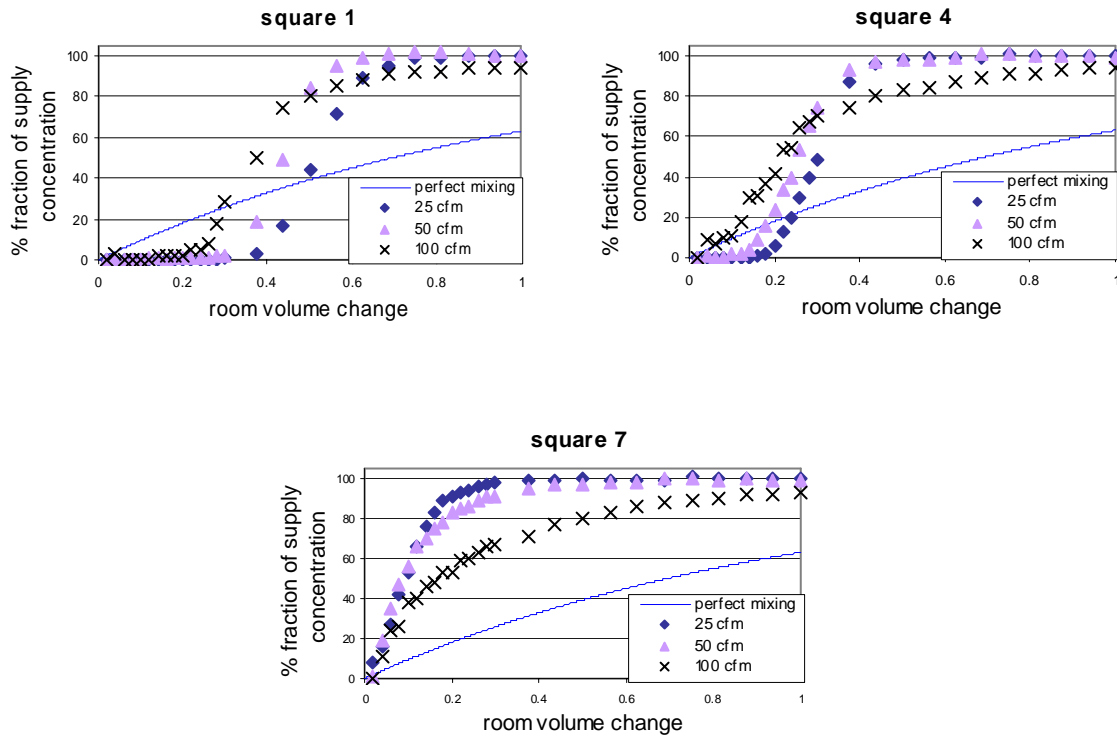 square 1
% fraction of supply
concentration
100
80
60
40
20
0
0
0.2
0.4
0.6
0.8
1
room volume change
perfect mixing
25 cfm
50 cfm
100 cfm
square 4
% fraction of supply
concentration
100
80
60
40
20
0
0
0.2
0.4
0.6
0.8
1
room volume change
perfect mixing
25 cfm
50 cfm
100 cfm
square 7
% fraction of supply
concentration
100
80
60
40
20
0
0
0.2
0.4
0.6
0.8
1
room volume change
perfect mixing
25 cfm
50 cfm
100 cfm